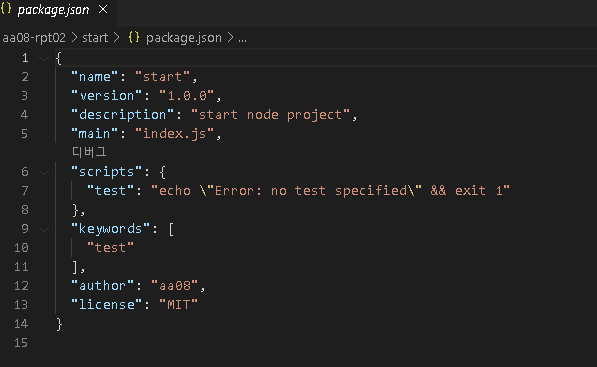 {} package.json ×
aa08-rpt02 > start > {} package.json > ...
1 {
2 "name": "start",
3 "version": "1.0.0",
4 "description": "start node project",
5 "main": "index.js",
디버그
6 "scripts": {
7 "test": "echo \"Error: no test specified\" && exit 1"
8 },
9 "keywords": [
10 "test"
11 ],
12 "author": "aa08",
13 "license": "MIT"
14 }
15